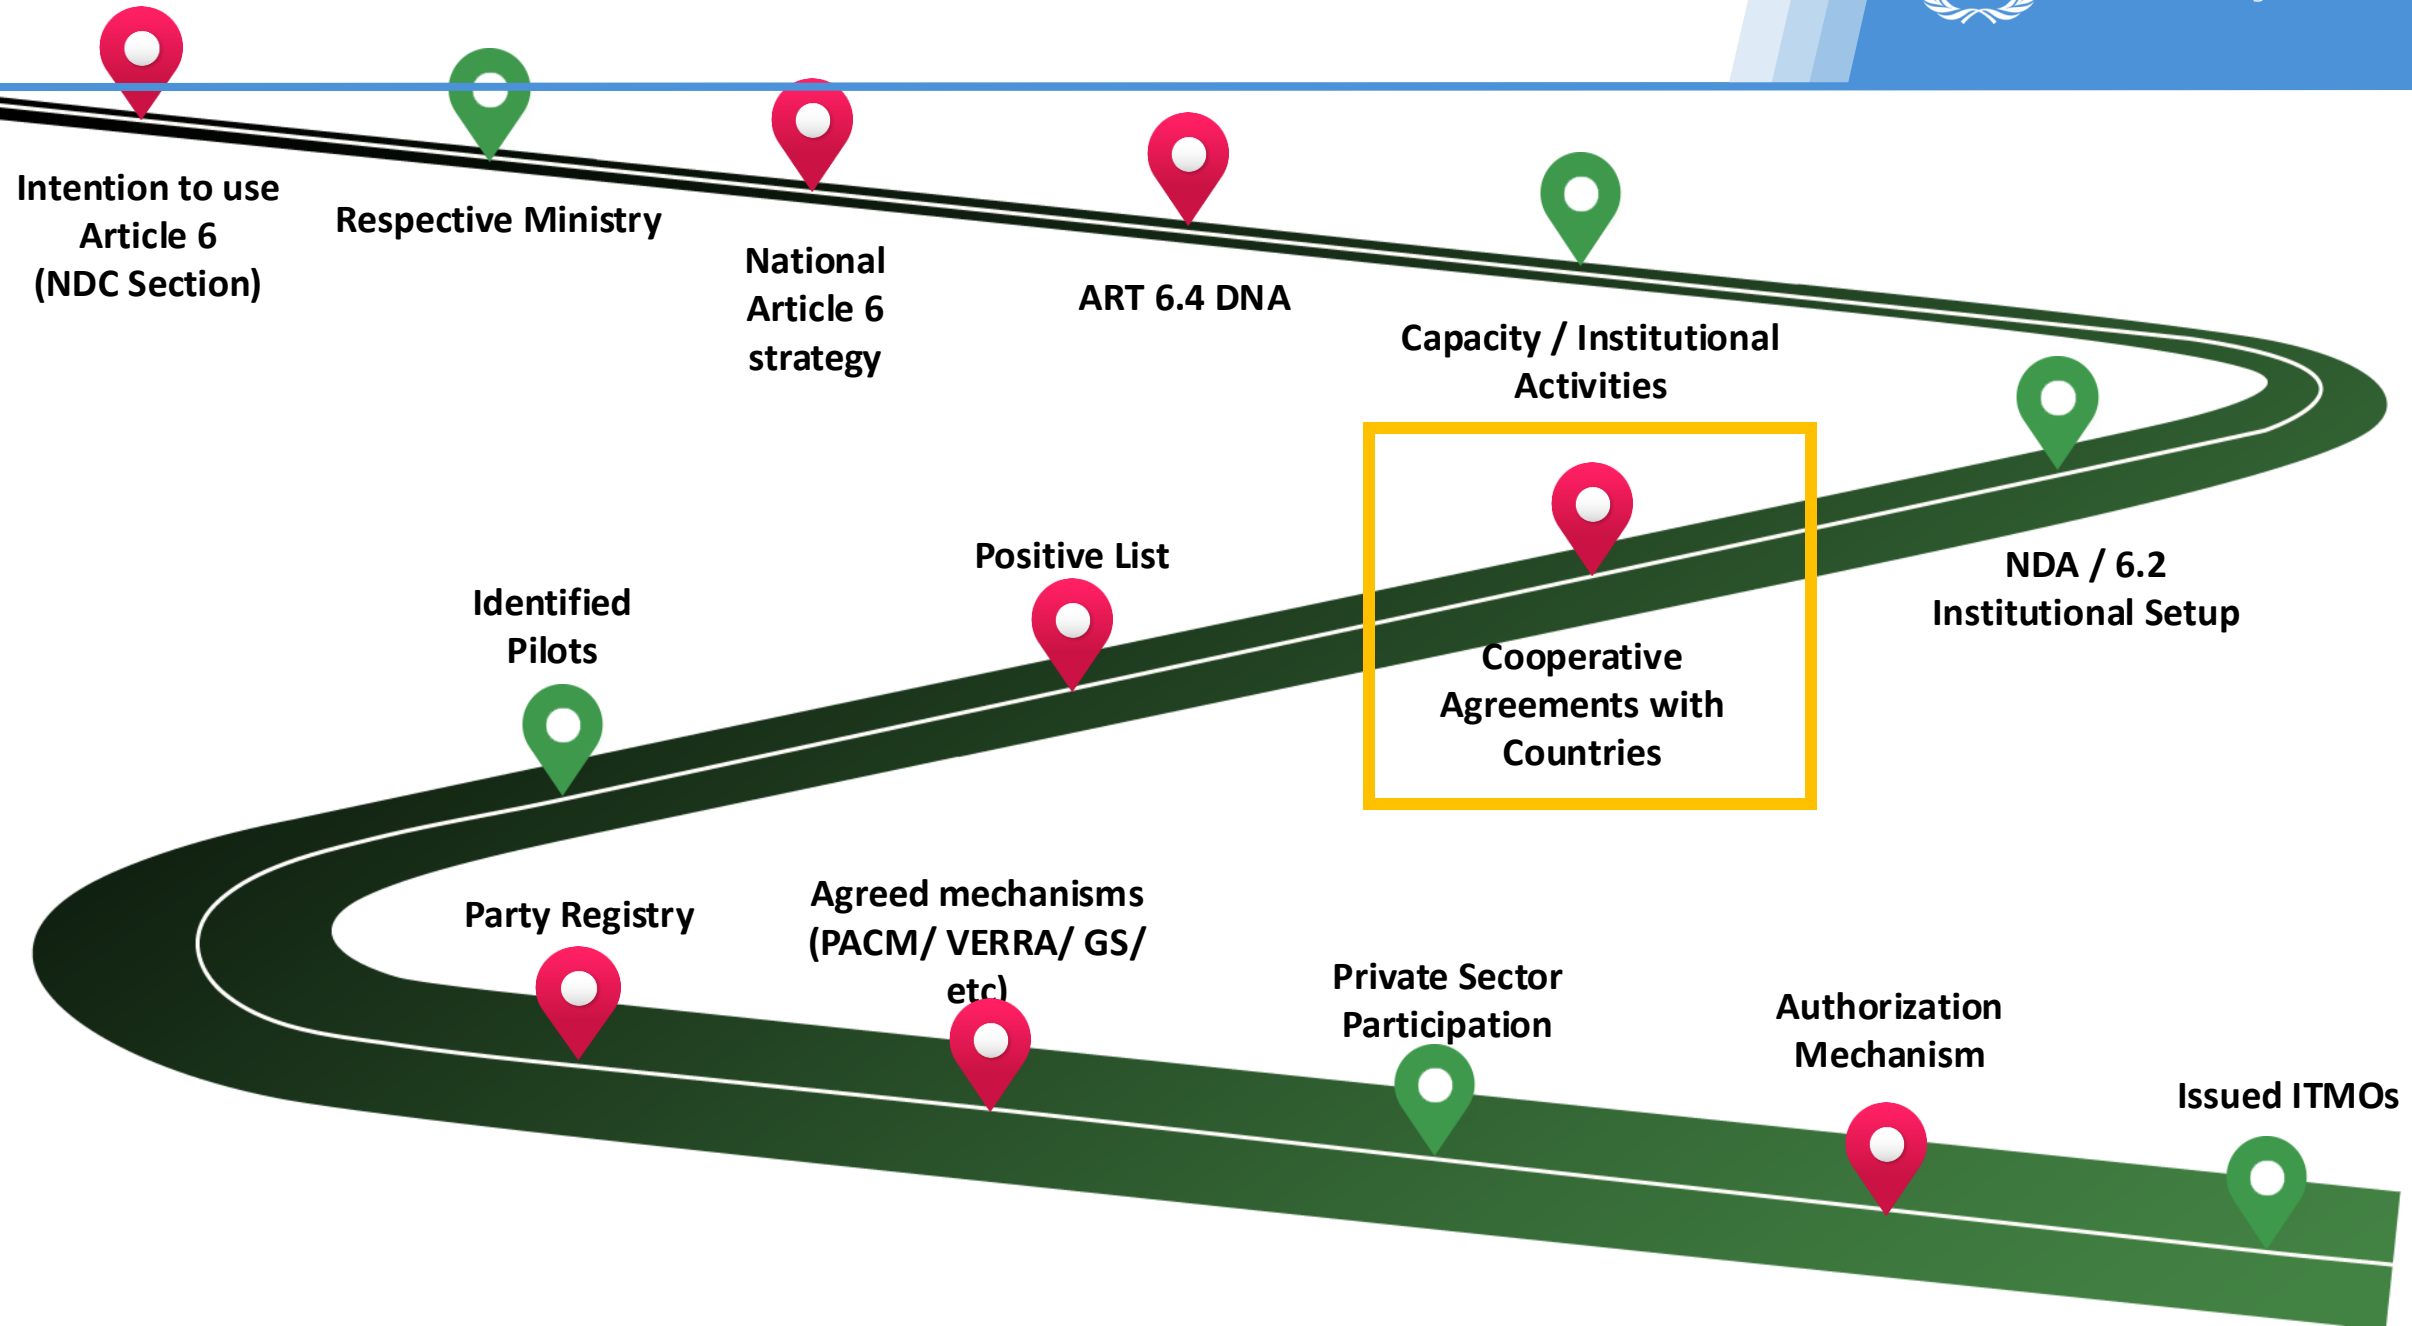 Intention to use
Article 6
(NDC Section)
Respective Ministry
National
Article 6
strategy
ART 6.4 DNA
Capacity / Institutional
Activities
NDA / 6.2
Institutional Setup
Cooperative
Agreements with
Countries
Positive List
Identified
Pilots
Party Registry
Agreed mechanisms
(PACM/ VERRA/ GS/
etc)
Private Sector
Participation
Authorization
Mechanism
Issued ITMOs